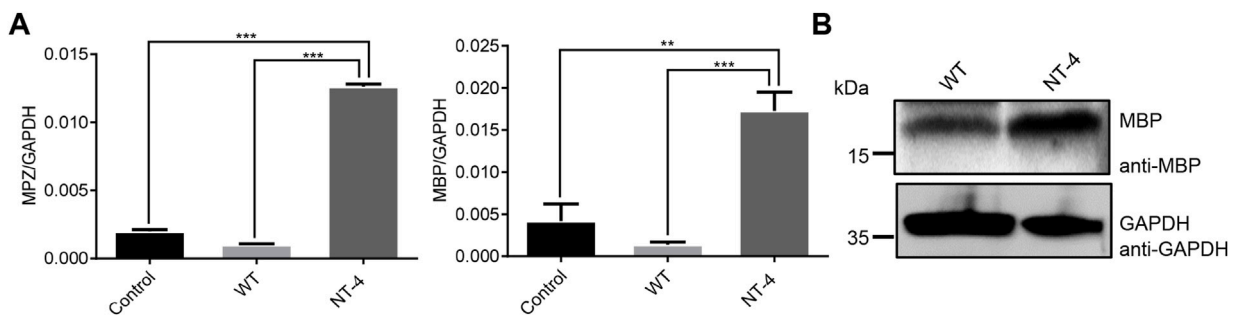 A
MPZ/GAPDH
0.015
0.010
0.005
0.000
***
***
Control
WT
NT-4
MBP/GAPDH
0.025
0.020
0.015
0.010
0.005
0.000
**
***
Control
WT
NT-4
B
WT
NT-4
kDa
MBP
15
anti-MBP
GAPDH
35
anti-GAPDH